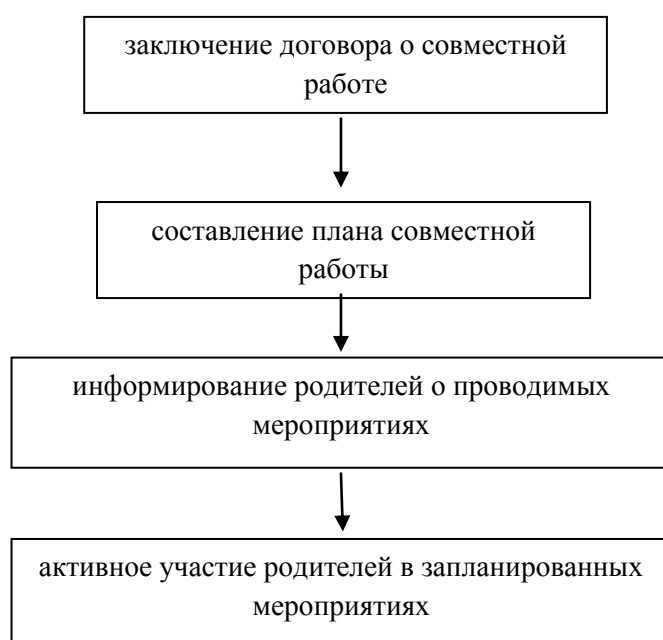 заключение договора о совместной
работе
составление плана совместной
работы
информирование родителей о проводимых
мероприятиях
активное участие родителей в запланированных
мероприятиях